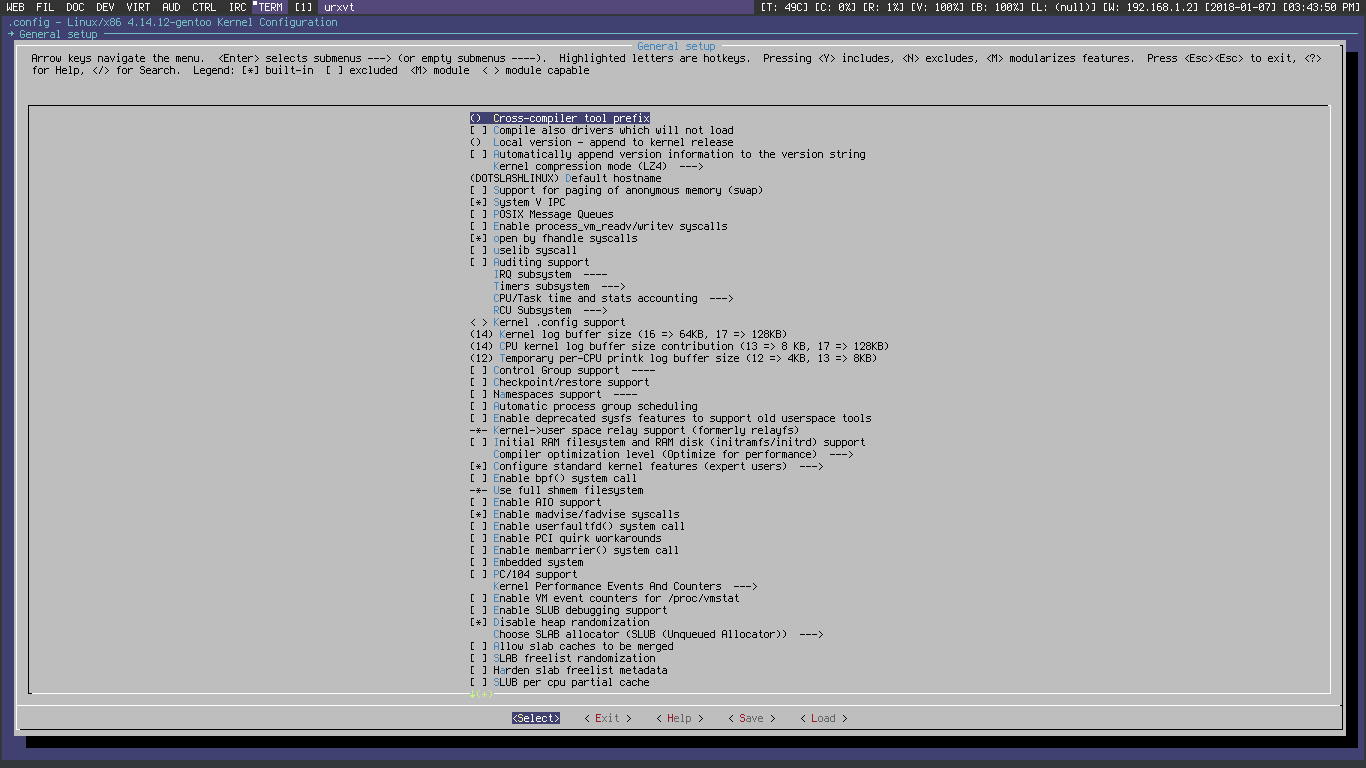 WEB FIL DOC DEV VIRT AUD CTRL IRC TERM [1] urxvt [T: 49C] [C: 0%] [R: 1%] [V: 100%] [B: 100%] [L: (null)] [W: 192.168.1.2] [2018-01-07] [03:43:50 PM]
.config - Linux/x86 4.14.12-gentoo Kernel Configuration
→ General setup
General setup
Arrow keys navigate the menu.  <Enter> selects submenus ---> (or empty submenus ----).  Highlighted letters are hotkeys.  Pressing <Y> includes, <N> excludes, <M> modularizes features.  Press <Esc><Esc> to exit, <?>
for Help, </> for Search.  Legend: [*] built-in  [ ] excluded  <M> module  < > module capable
()  Cross-compiler tool prefix
[ ] Compile also drivers which will not load
()  Local version - append to kernel release
[ ] Automatically append version information to the version string
Kernel compression mode (LZ4)  --->
(DOTSLASHLINUX) Default hostname
[ ] Support for paging of anonymous memory (swap)
[*] System V IPC
[ ] POSIX Message Queues
[ ] Enable process_vm_readv/writev syscalls
[*] open by fhandle syscalls
[ ] uselib syscall
[ ] Auditing support
IRQ subsystem  ----
Timers subsystem  --->
CPU/Task time and stats accounting  --->
RCU Subsystem  --->
< > Kernel .config support
(14) Kernel log buffer size (16 => 64KB, 17 => 128KB)
(14) CPU kernel log buffer size contribution (13 => 8 KB, 17 => 128KB)
(12) Temporary per-CPU printk log buffer size (12 => 4KB, 13 => 8KB)
[ ] Control Group support  ----
[ ] Checkpoint/restore support
[ ] Namespaces support  ----
[ ] Automatic process group scheduling
[ ] Enable deprecated sysfs features to support old userspace tools
-*- Kernel->user space relay support (formerly relayfs)
[ ] Initial RAM filesystem and RAM disk (initramfs/initrd) support
Compiler optimization level (Optimize for performance)  --->
[*] Configure standard kernel features (expert users)  --->
[ ] Enable bpf() system call
-*- Use full shmem filesystem
[ ] Enable AIO support
[*] Enable madvise/fadvise syscalls
[ ] Enable userfaultfd() system call
[ ] Enable PCI quirk workarounds
[ ] Enable membarrier() system call
[ ] Embedded system
[ ] PC/104 support
Kernel Performance Events And Counters  --->
[ ] Enable VM event counters for /proc/vmstat
[ ] Enable SLUB debugging support
[*] Disable heap randomization
Choose SLAB allocator (SLUB (Unqueued Allocator))  --->
[ ] Allow slab caches to be merged
[ ] SLAB freelist randomization
[ ] Harden slab freelist metadata
[ ] SLUB per cpu partial cache
↓(+)
<Select>    < Exit >    < Help >    < Save >    < Load >